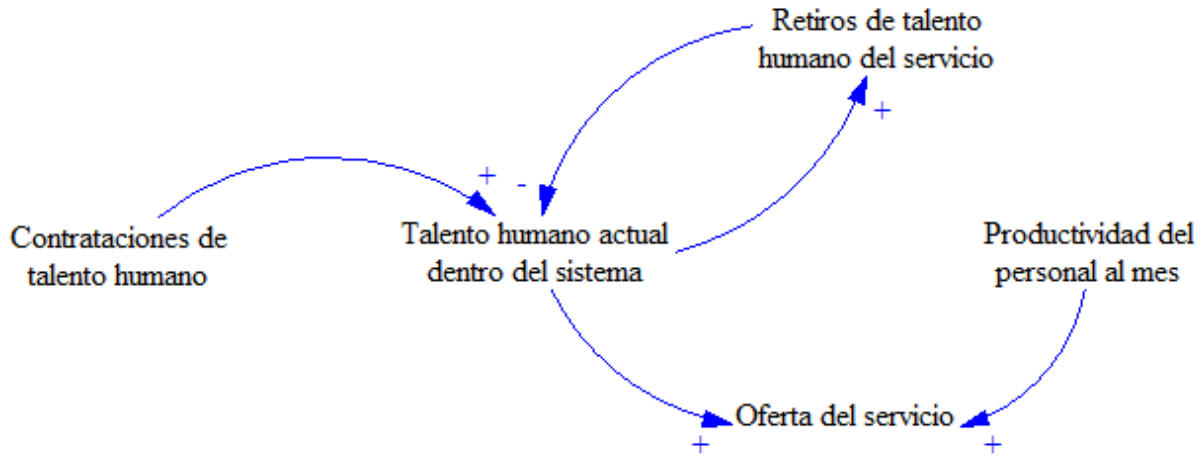 Retiros de talento
humano del servicio
+
+ -
Contrataciones de
talento humano
Talento humano actual
dentro del sistema
Productividad del
personal al mes
Oferta del servicio
+ +